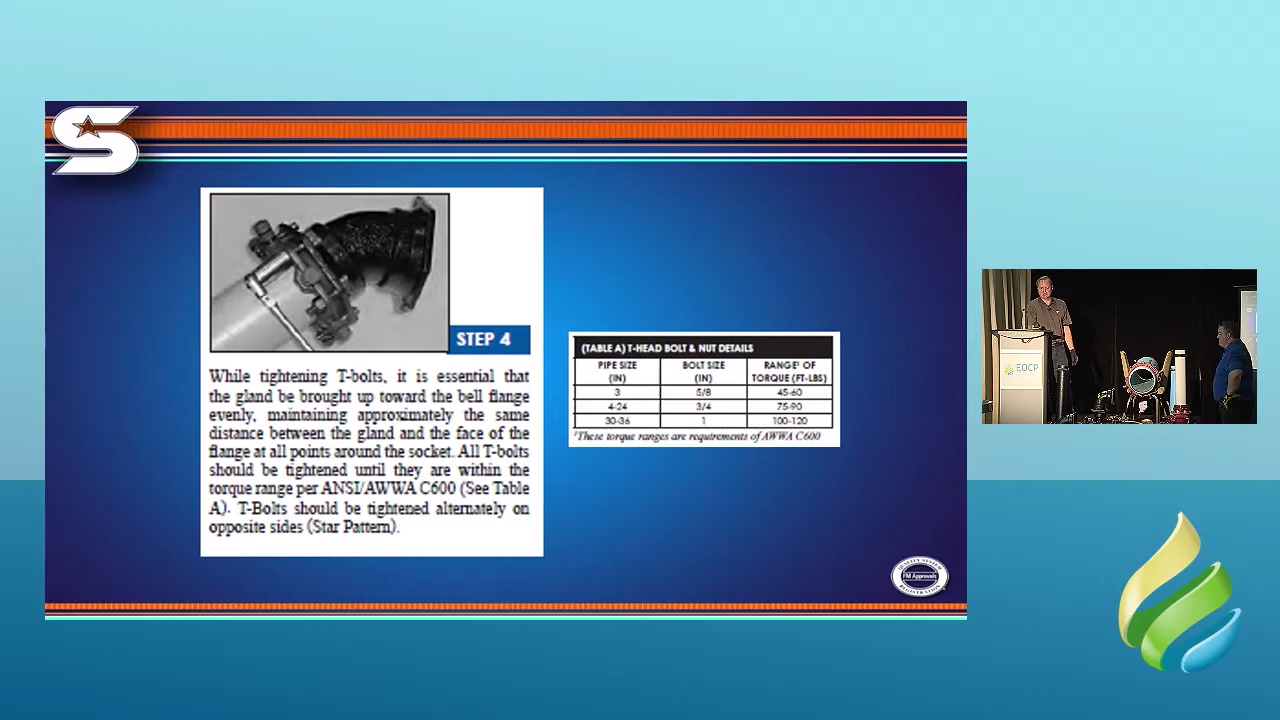 S
STEP 4
While tightening T-bolts, it is essential that
the gland be brought up toward the bell flange
evenly, maintaining approximately the same
distance between the gland and the face of the
flange at all points around the socket. All T-bolts
should be tightened until they are within the
torque range per ANSI/AWWA C600 (See Table
A). T-Bolts should be tightened alternately on
opposite sides (Star Pattern).
(TABLE A) T-HEAD BOLT & NUT DETAILS
PIPE SIZE (IN) BOLT SIZE (IN) RANGE¹ OF TORQUE (FT-LBS)
3 5/8 45-60
4-24 3/4 75-90
30-36 1 100-120
¹These torque ranges are requirements of AWWA C600
EOCP
QUALITY SYSTEM
FM Approvals
REGISTRATION